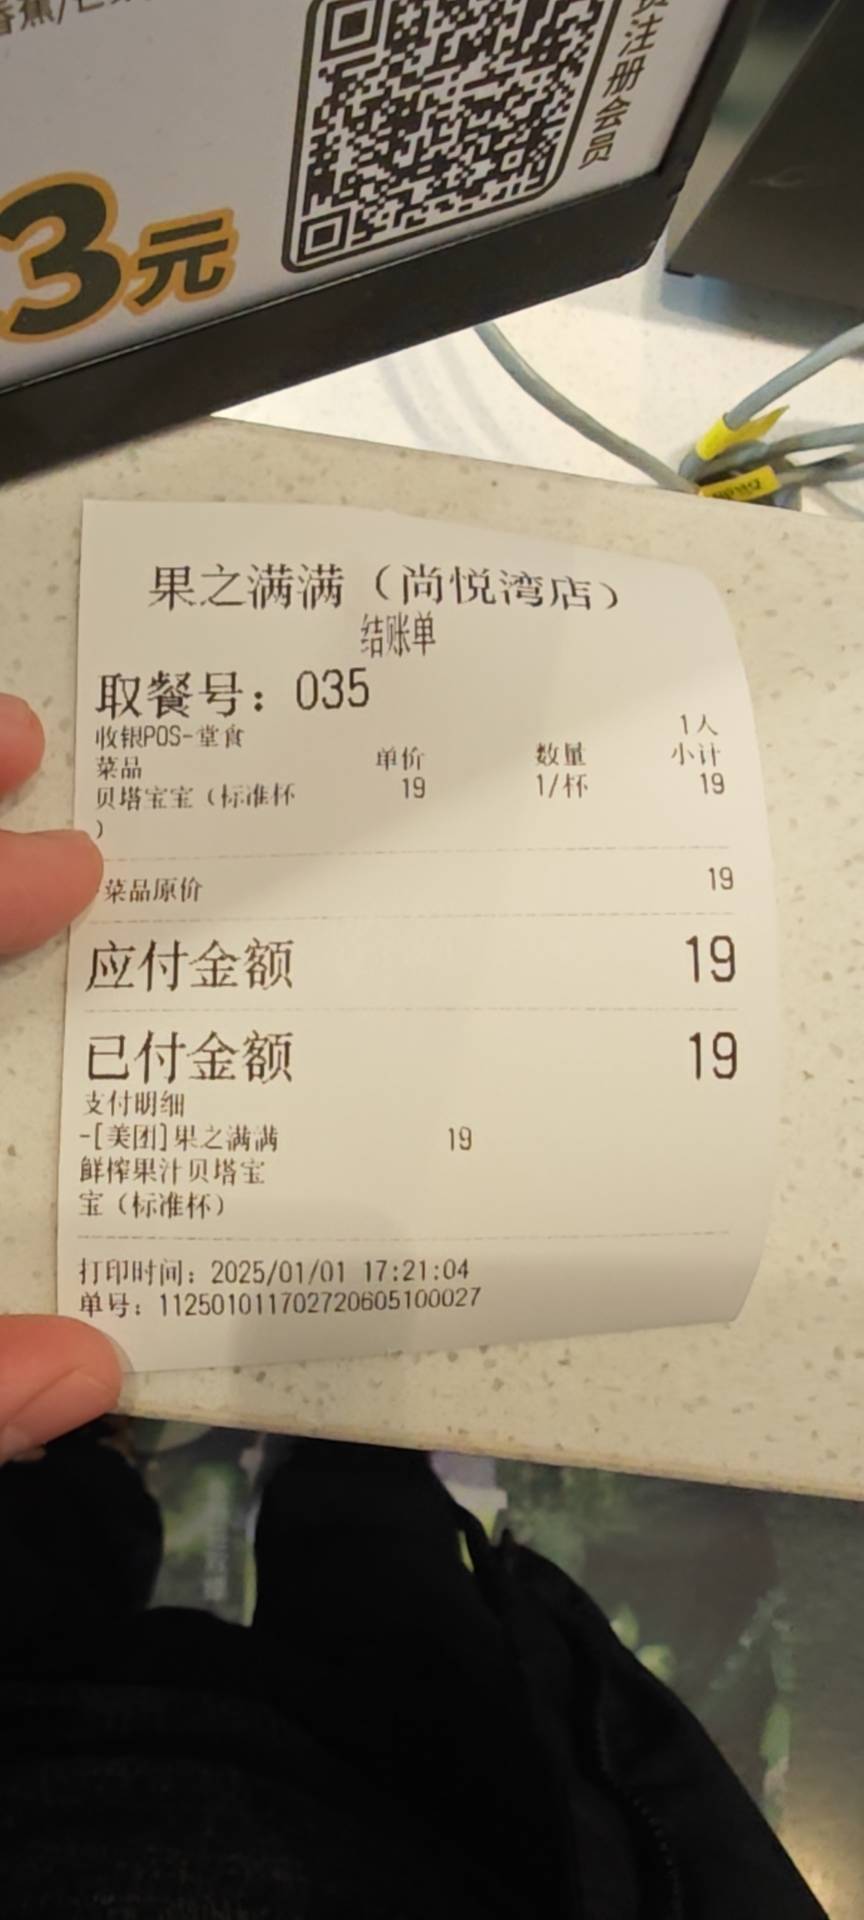 注册会员
3元
果之满满（尚悦湾店）
结账单
取餐号：035
收银POS-堂食 1人
菜品 单价 数量 小计
贝塔宝宝（标准杯 19 1/杯 19
）
菜品原价 19
应付金额 19
已付金额 19
支付明细
-[美团]果之满满 19
鲜榨果汁贝塔宝
宝（标准杯）
打印时间：2025/01/01 17:21:04
单号：112501011702720605100027